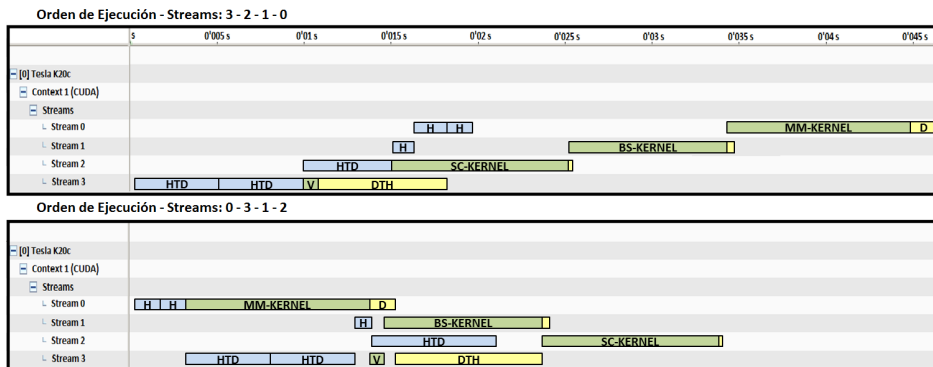 Orden de Ejecución - Streams: 3 - 2 - 1 - 0
s 0'005 s 0'01 s 0'015 s 0'02 s 0'025 s 0'03 s 0'035 s 0'04 s 0'045 s
[0] Tesla K20c
Context 1 (CUDA)
Streams
Stream 0 H H MM-KERNEL D
Stream 1 H BS-KERNEL
Stream 2 HTD SC-KERNEL
Stream 3 HTD HTD V DTH
Orden de Ejecución - Streams: 0 - 3 - 1 - 2
[0] Tesla K20c
Context 1 (CUDA)
Streams
Stream 0 H H MM-KERNEL D
Stream 1 H BS-KERNEL
Stream 2 HTD SC-KERNEL
Stream 3 HTD HTD V DTH